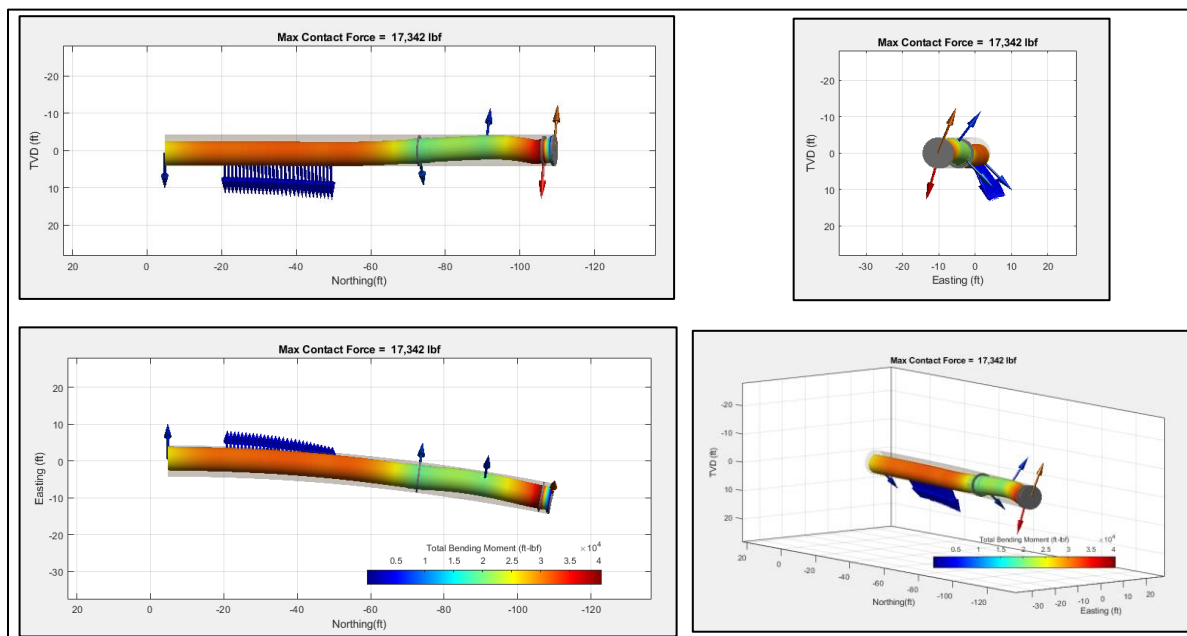 Max Contact Force = 17,342 lbf
-20
-10
0
10
20
TVD (ft)
20 0 -20 -40 -60 -80 -100 -120
Northing(ft)
Max Contact Force = 17,342 lbf
-20
-10
0
10
20
TVD (ft)
-30 -20 -10 0 10 20
Easting (ft)
Max Contact Force = 17,342 lbf
20
10
0
-10
-20
-30
Easting (ft)
Total Bending Moment (ft-lbf) ×10⁴
0.5 1 1.5 2 2.5 3 3.5 4
20 0 -20 -40 -60 -80 -100 -120
Northing(ft)
Max Contact Force = 17,342 lbf
-20
-10
0
10
20
TVD (ft)
Total Bending Moment (ft-lbf) ×10⁴
0.5 1 1.5 2 2.5 3 3.5 4
20 0 -20 -40 -60 -80 -100 -120
Northing(ft)
-30 -20 -10 0 10 20
Easting (ft)